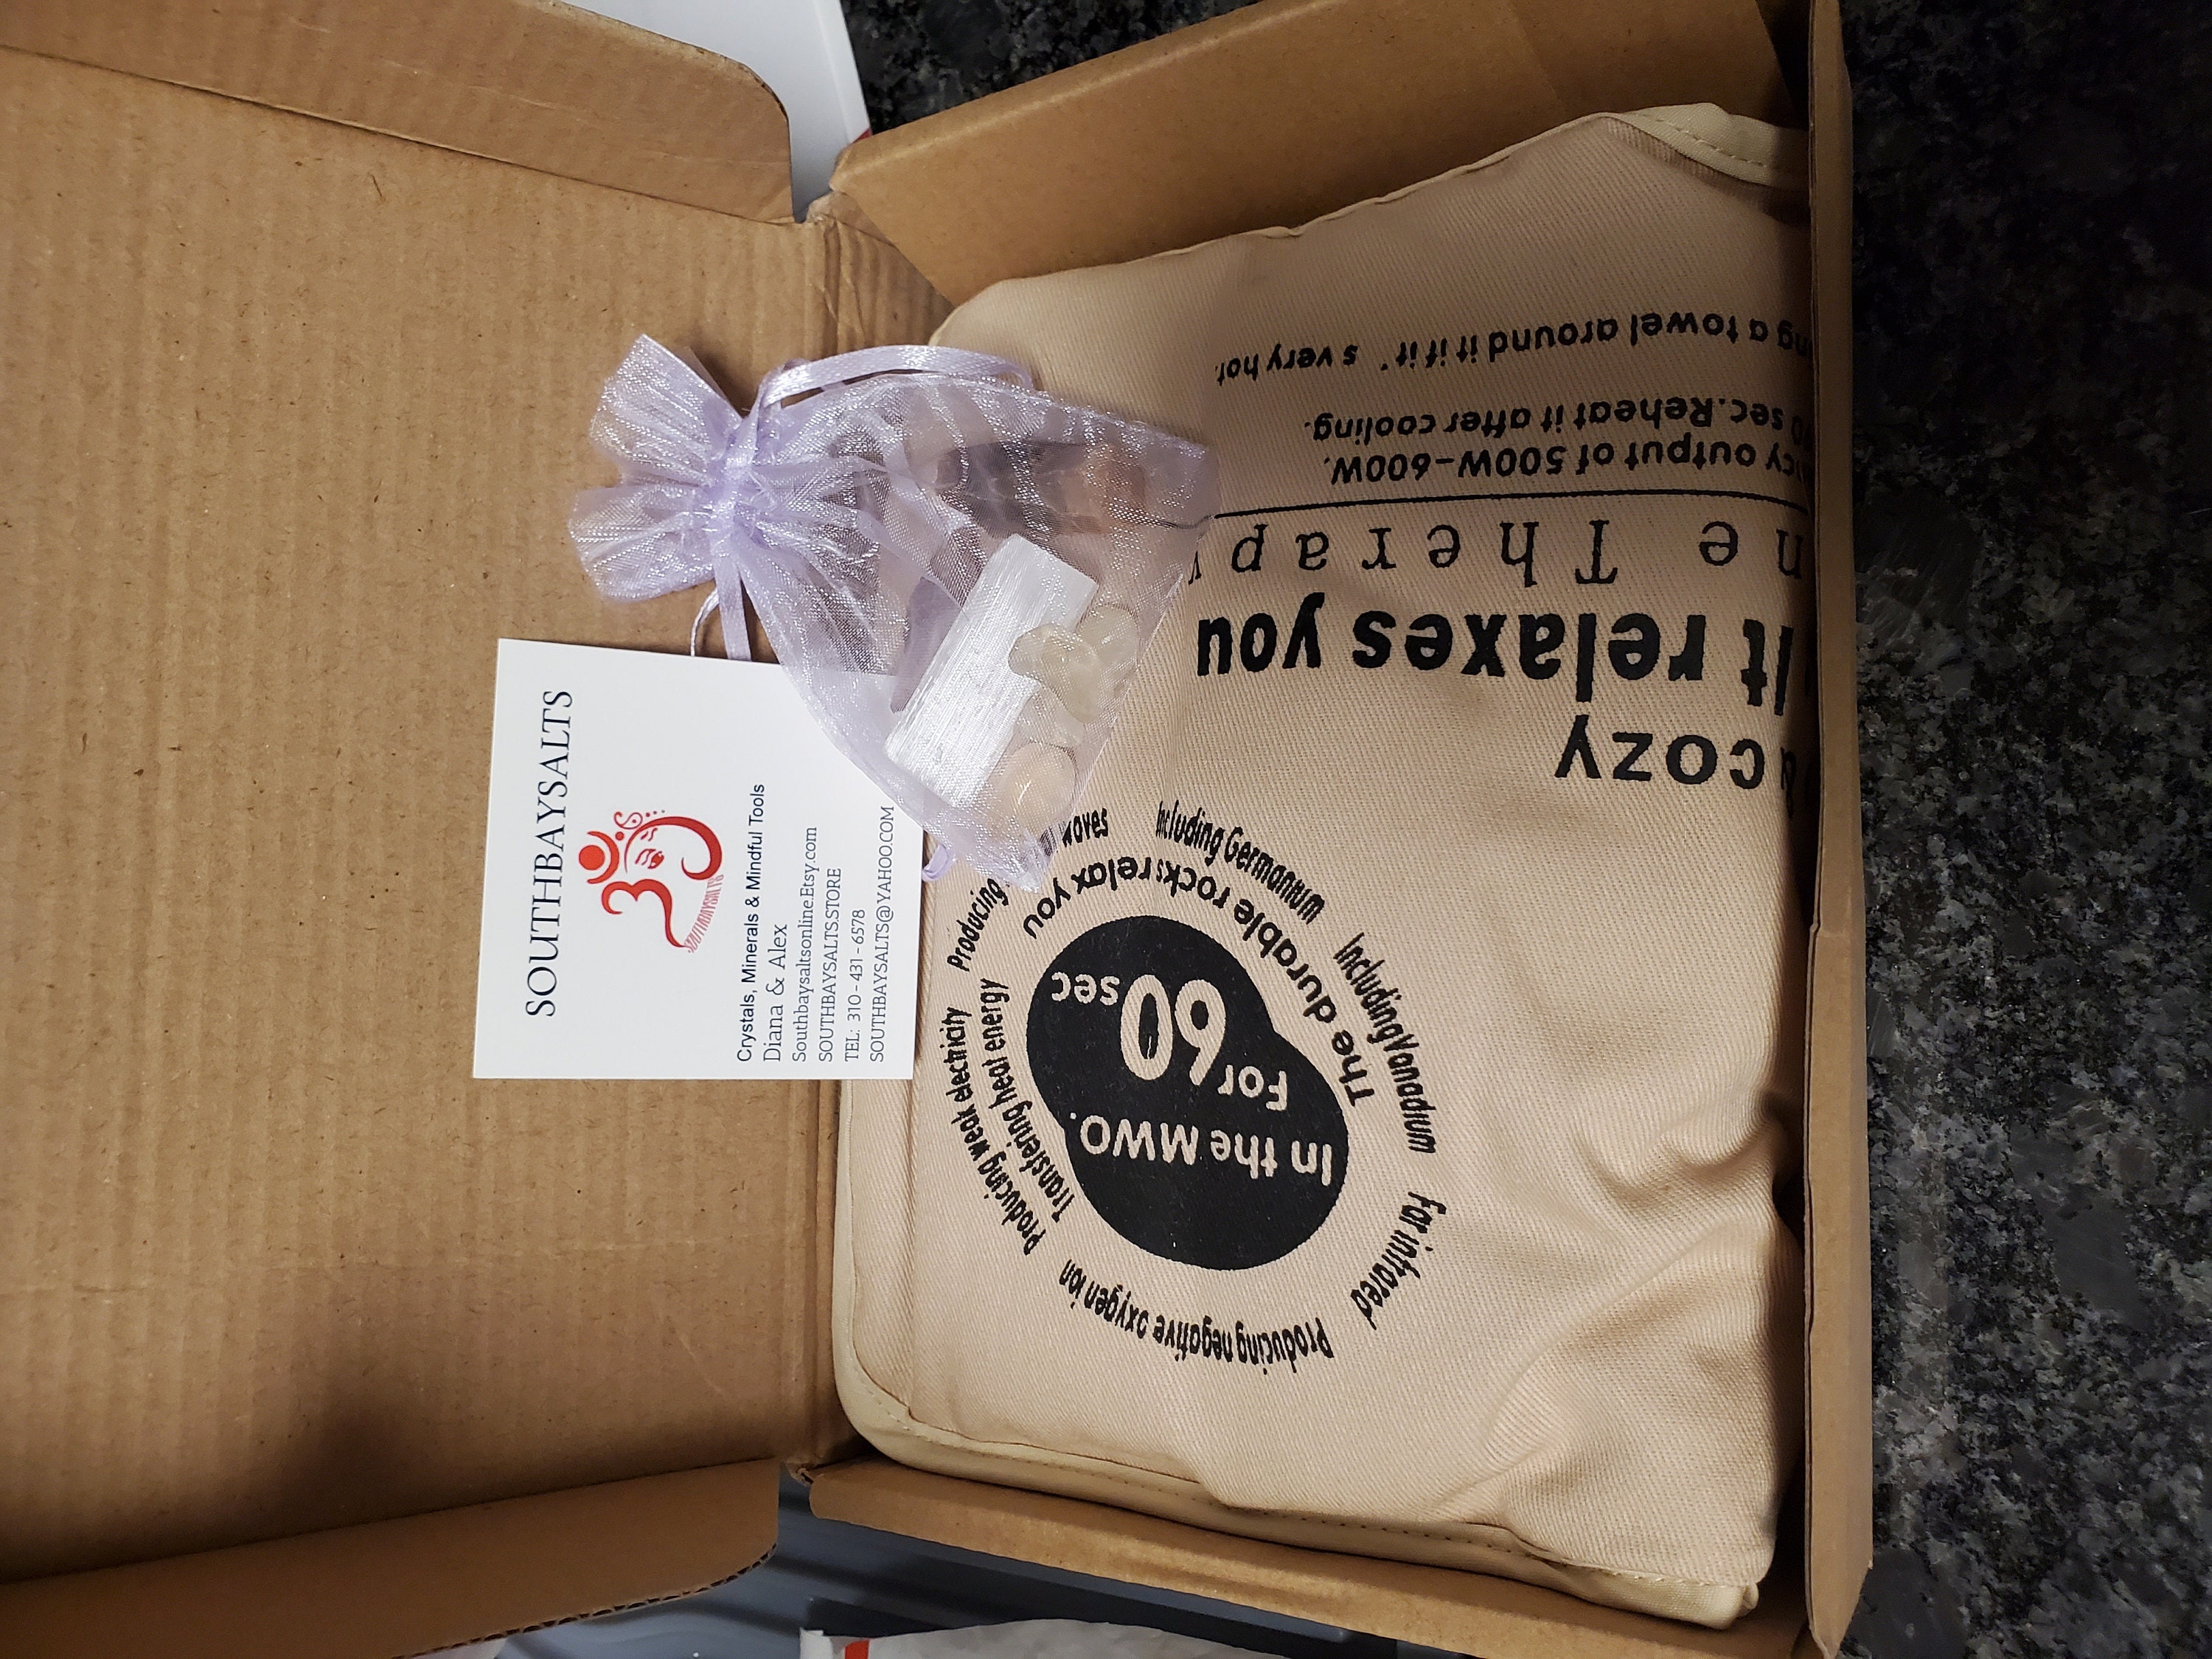 SOUTHBAYSALTS
SOUTHBAYSALTS
Crystals, Minerals & Mindful Tools
Diana & Alex
Southbaysaltsonline.Etsy.com
SOUTHBAYSALTS.STORE
TEL: 310-431-6578
SOUTHBAYSALTS@YAHOO.COM
In the MWO.
For 60 sec
The durable rocks relax you
Transfering heat energy
Producing weak electricity
Producing negative oxygen ion
Far infrared
Including Vanadium
Including Germanium
Producing
cozy
It relaxes you
Therapy
output of 500W-600W.
sec. Reheat it after cooling.
a towel around it if it's very hot.